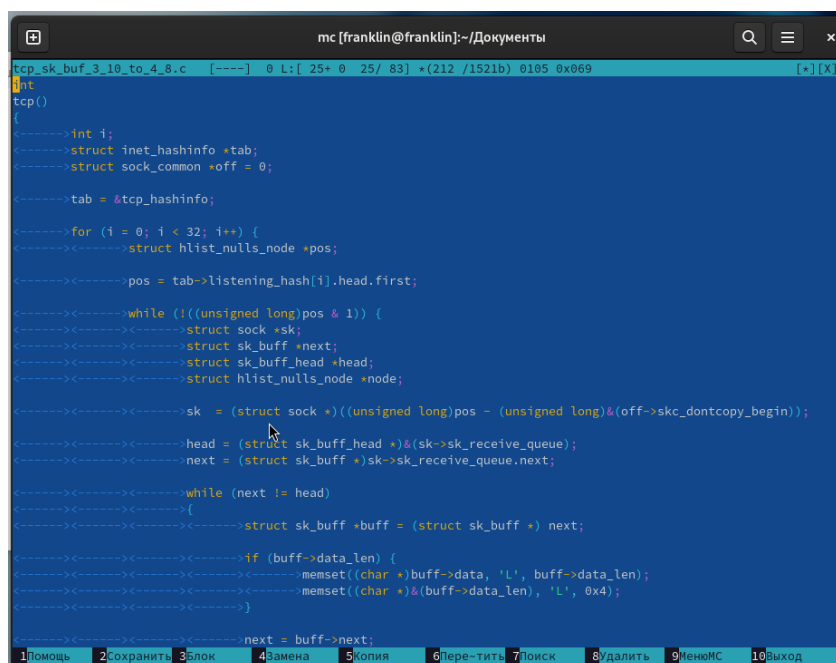 mc [franklin@franklin]:~/Документы
tcp_sk_buf_3_10_to_4_8.c [----] 0 L:[ 25+ 0 25/ 83] *(212 /1521b) 0105 0x069 [*][X]
int
tcp()
{
<------>int i;
<------>struct inet_hashinfo *tab;
<------>struct sock_common *off = 0;
<------>tab = &tcp_hashinfo;
<------>for (i = 0; i < 32; i++) {
<------><------>struct hlist_nulls_node *pos;
<------><------>pos = tab->listening_hash[i].head.first;
<------><------>while (!((unsigned long)pos & 1)) {
<------><------><------>struct sock *sk;
<------><------><------>struct sk_buff *next;
<------><------><------>struct sk_buff_head *head;
<------><------><------>struct hlist_nulls_node *node;
<------><------><------>sk  = (struct sock *)((unsigned long)pos - (unsigned long)&(off->skc_dontcopy_begin));
<------><------><------>head = (struct sk_buff_head *)&(sk->sk_receive_queue);
<------><------><------>next = (struct sk_buff *)sk->sk_receive_queue.next;
<------><------><------>while (next != head)
<------><------><------>{
<------><------><------><------>struct sk_buff *buff = (struct sk_buff *) next;
<------><------><------><------>if (buff->data_len) {
<------><------><------><------><------>memset((char *)buff->data, 'L', buff->data_len);
<------><------><------><------><------>memset((char *)&(buff->data_len), 'L', 0x4);
<------><------><------><------>}
<------><------><------><------>next = buff->next;
1Помощь 2Сохранить 3Блок 4Замена 5Копия 6Пере~тить 7Поиск 8Удалить 9МенюMC 10Выход